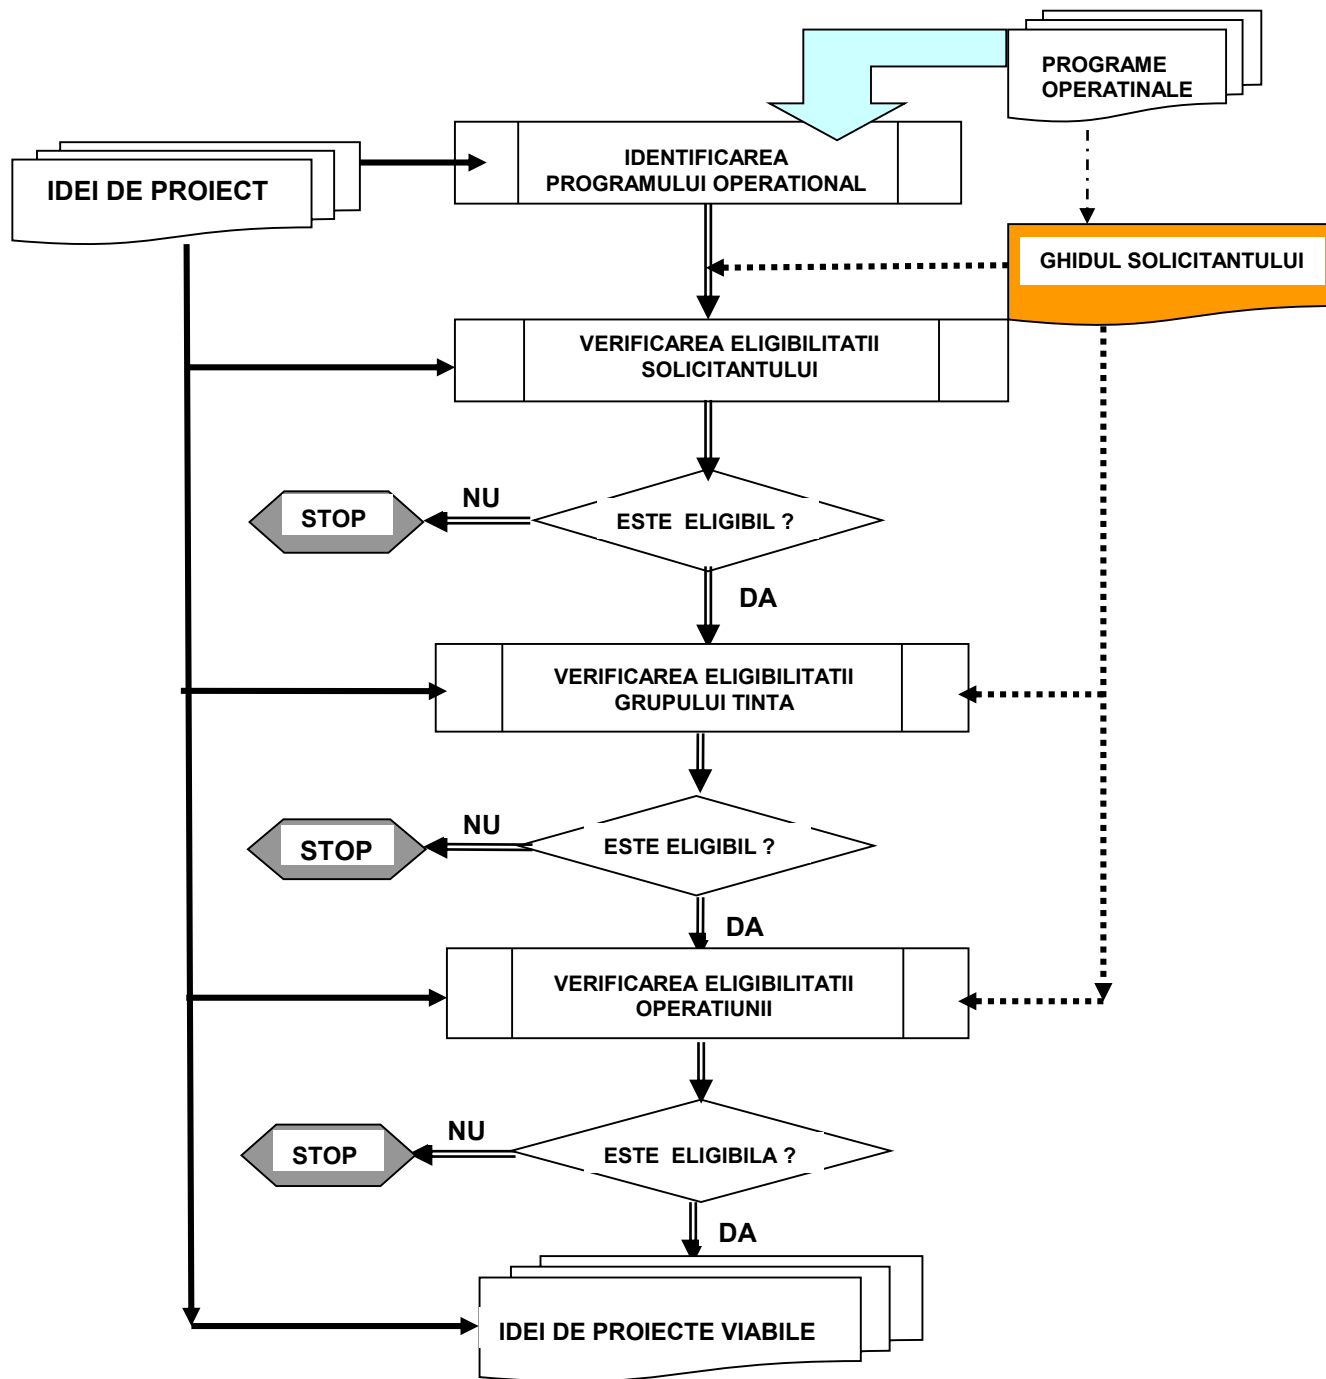 PROGRAME
OPERATINALE
IDENTIFICAREA
PROGRAMULUI OPERATIONAL
IDEI DE PROIECT
GHIDUL SOLICITANTULUI
VERIFICAREA ELIGIBILITATII
SOLICITANTULUI
NU
STOP
ESTE ELIGIBIL ?
DA
VERIFICAREA ELIGIBILITATII
GRUPULUI TINTA
NU
STOP
ESTE ELIGIBIL ?
DA
VERIFICAREA ELIGIBILITATII
OPERATIUNII
NU
STOP
ESTE ELIGIBILA ?
DA
IDEI DE PROIECTE VIABILE